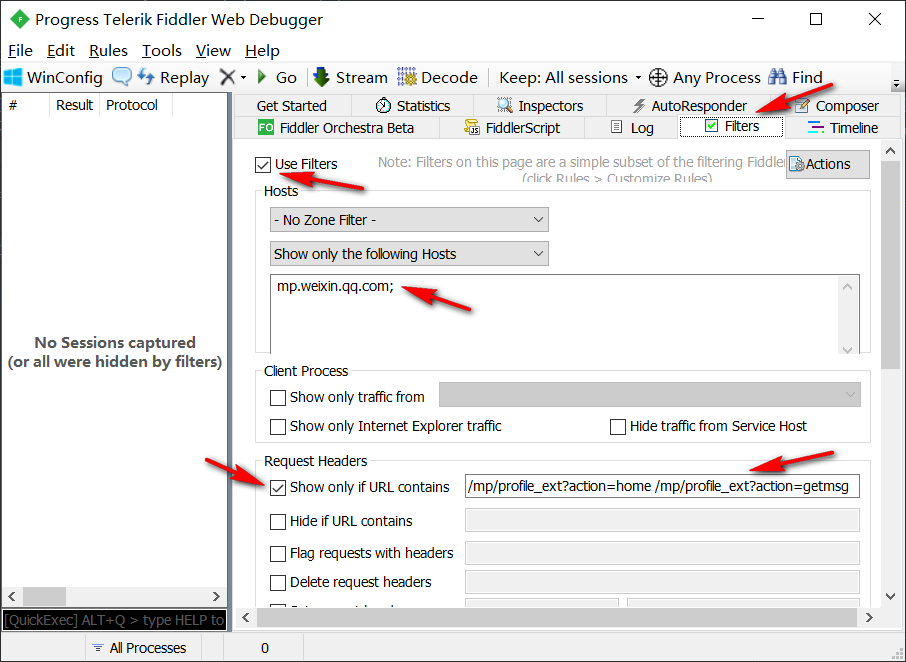 Progress Telerik Fiddler Web Debugger
File Edit Rules Tools View Help
WinConfig Replay Go Stream Decode Keep: All sessions Any Process Find
# Result Protocol
Get Started Statistics Inspectors AutoResponder Composer
FO Fiddler Orchestra Beta FiddlerScript Log Filters Timeline
Use Filters Note: Filters on this page are a simple subset of the filtering Fiddler Actions
(click Rules > Customize Rules)
Hosts
- No Zone Filter -
Show only the following Hosts
mp.weixin.qq.com;
No Sessions captured
(or all were hidden by filters)
Client Process
Show only traffic from
Show only Internet Explorer traffic Hide traffic from Service Host
Request Headers
Show only if URL contains /mp/profile_ext?action=home /mp/profile_ext?action=getmsg
Hide if URL contains
Flag requests with headers
Delete request headers
[QuickExec] ALT+Q > type HELP to
All Processes 0